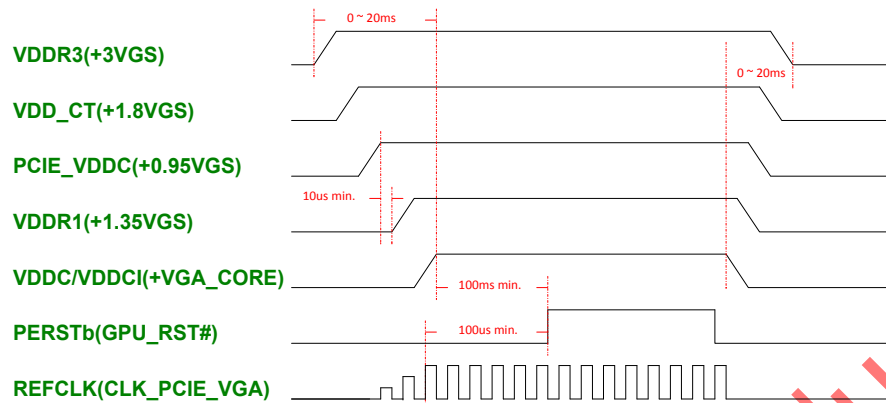 0 ~ 20ms
VDDR3(+3VGS)
0 ~ 20ms
VDD_CT(+1.8VGS)
PCIE_VDDC(+0.95VGS)
10us min.
VDDR1(+1.35VGS)
VDDC/VDDCI(+VGA_CORE)
100ms min.
PERSTb(GPU_RST#)
100us min.
REFCLK(CLK_PCIE_VGA)